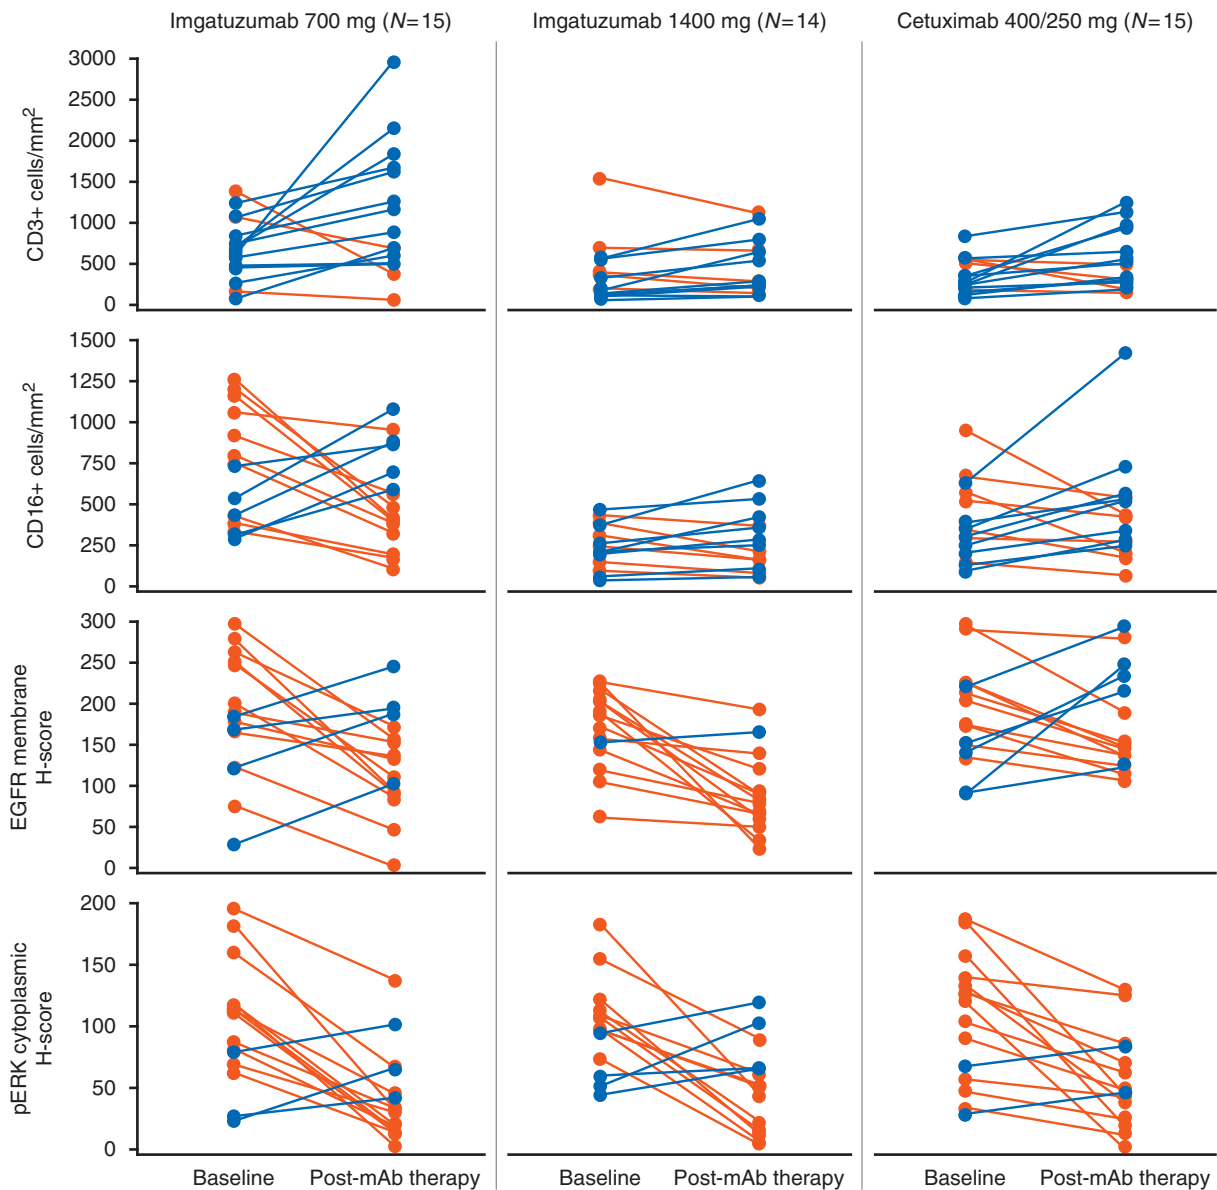 Imgatuzumab 700 mg (N=15)
Imgatuzumab 1400 mg (N=14)
Cetuximab 400/250 mg (N=15)
CD3+ cells/mm²
3000
2500
2000
1500
1000
500
0
CD16+ cells/mm²
1500
1250
1000
750
500
250
0
EGFR membrane
H-score
300
250
200
150
100
50
0
pERK cytoplasmic
H-score
200
150
100
50
0
Baseline
Post-mAb therapy
Baseline
Post-mAb therapy
Baseline
Post-mAb therapy